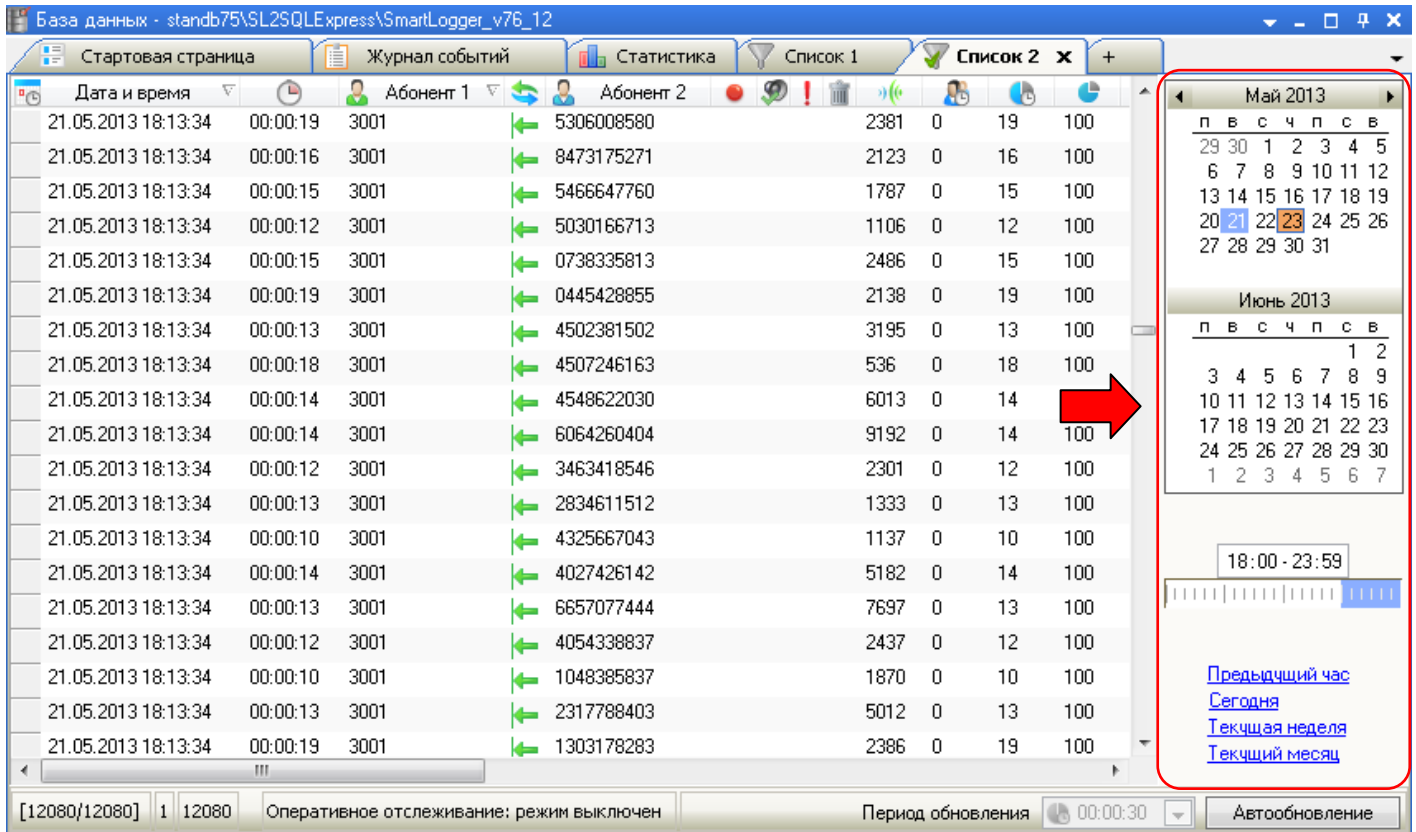 База данных - standb75\SL2SQLExpress\SmartLogger_v76_12
Стартовая страница Журнал событий Статистика Список 1 Список 2 x +
Дата и время Абонент 1 Абонент 2
21.05.2013 18:13:34 00:00:19 3001 5306008580 2381 0 19 100
21.05.2013 18:13:34 00:00:16 3001 8473175271 2123 0 16 100
21.05.2013 18:13:34 00:00:15 3001 5466647760 1787 0 15 100
21.05.2013 18:13:34 00:00:12 3001 5030166713 1106 0 12 100
21.05.2013 18:13:34 00:00:15 3001 0738335813 2486 0 15 100
21.05.2013 18:13:34 00:00:19 3001 0445428855 2138 0 19 100
21.05.2013 18:13:34 00:00:13 3001 4502381502 3195 0 13 100
21.05.2013 18:13:34 00:00:18 3001 4507246163 536 0 18 100
21.05.2013 18:13:34 00:00:14 3001 4548622030 6013 0 14
21.05.2013 18:13:34 00:00:14 3001 6064260404 9192 0 14 100
21.05.2013 18:13:34 00:00:12 3001 3463418546 2301 0 12 100
21.05.2013 18:13:34 00:00:13 3001 2834611512 1333 0 13 100
21.05.2013 18:13:34 00:00:10 3001 4325667043 1137 0 10 100
21.05.2013 18:13:34 00:00:14 3001 4027426142 5182 0 14 100
21.05.2013 18:13:34 00:00:13 3001 6657077444 7697 0 13 100
21.05.2013 18:13:34 00:00:12 3001 4054338837 2437 0 12 100
21.05.2013 18:13:34 00:00:10 3001 1048385837 1870 0 10 100
21.05.2013 18:13:34 00:00:13 3001 2317788403 5012 0 13 100
21.05.2013 18:13:34 00:00:19 3001 1303178283 2386 0 19 100
Май 2013
П В С Ч П С В
29 30 1 2 3 4 5
6 7 8 9 10 11 12
13 14 15 16 17 18 19
20 21 22 23 24 25 26
27 28 29 30 31
Июнь 2013
П В С Ч П С В
1 2
3 4 5 6 7 8 9
10 11 12 13 14 15 16
17 18 19 20 21 22 23
24 25 26 27 28 29 30
1 2 3 4 5 6 7
18:00 - 23:59
Предыдущий час
Сегодня
Текущая неделя
Текущий месяц
[12080/12080] 1 12080 Оперативное отслеживание: режим выключен Период обновления 00:00:30 Автообновление